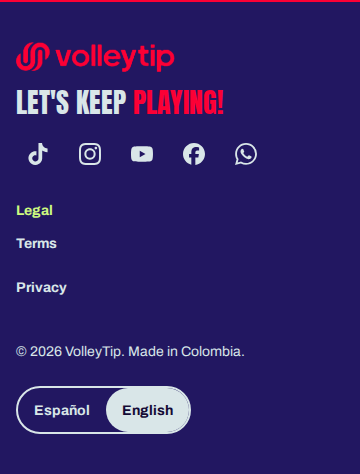 volleytip
LET'S KEEP PLAYING!
Legal
Terms
Privacy
© 2026 VolleyTip. Made in Colombia.
Español English